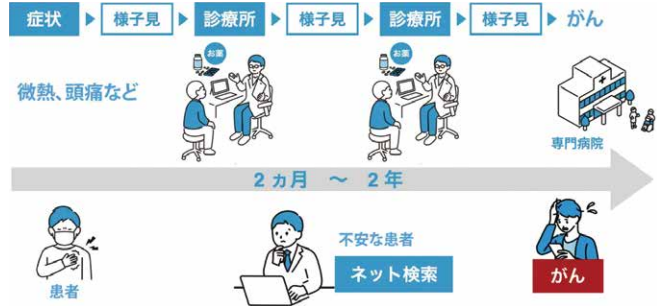 症状 ▶ 様子見 ▶ 診療所 ▶ 様子見 ▶ 診療所 ▶ 様子見 ▶ がん
お薬 お薬
微熱、頭痛など
専門病院
2ヵ月 〜 2年
不安な患者
ネット検索
がん
患者